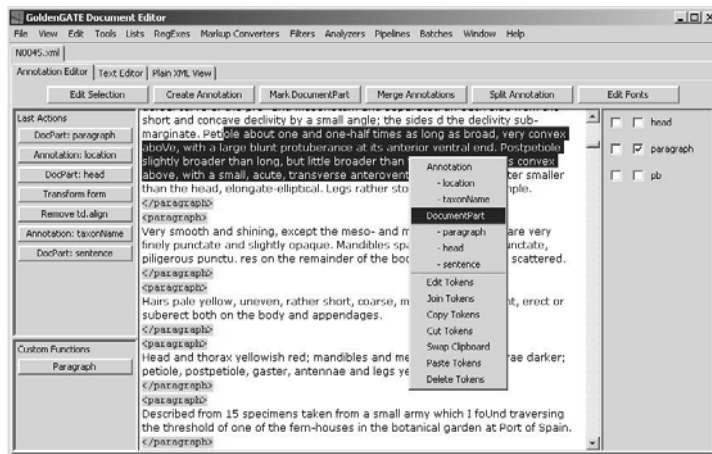 GoldenGATE Document Editor
File View Edit Tools Lists RegExes Markup Converters Filters Analyzers Pipelines Batches Window Help
N0045.xml
Annotation Editor Text Editor Plain XML View
Edit Selection Create Annotation Mark DocumentPart Merge Annotations Split Annotation Edit Fonts
Last Actions
DocPart: paragraph
Annotation: location
DocPart: head
Transform form
Remove td.align
Annotation: taxonName
DocPart: sentence
Custom Functions
Paragraph
short and concave declivity by a small angle; the sides d the declivity sub-
marginate. Petiole about one and one-half times as long as broad, very convex
aboVe, with a large blunt protuberance at its anterior ventral end. Postpetiole
slightly broader than long, but little broader than convex
above, with a small, acute, transverse smaller
than the head, elongate-elliptical. Legs rather
</paragraph>
<paragraph>
Very smooth and shining, except the meso- and are very
finely punctate and slightly opaque. Mandibles
piligerous punctu. res on the remainder of the scattered.
</paragraph>
<paragraph>
Hairs pale yellow, uneven, rather short, coarse, erect or
suberect both on the body and appendages.
</paragraph>
<paragraph>
Head and thorax yellowish red; mandibles and darker;
petiole, postpetiole, gaster, antennae and legs
</paragraph>
<paragraph>
Described from 15 specimens taken from a small army which I foUnd traversing
the threshold of one of the fern-houses in the botanical garden at Port of Spain.
</paragraph>
Annotation
- location
- taxonName
DocumentPart
- paragraph
- head
- sentence
Edit Tokens
Join Tokens
Copy Tokens
Cut Tokens
Swap Clipboard
Paste Tokens
Delete Tokens
head
paragraph
pb